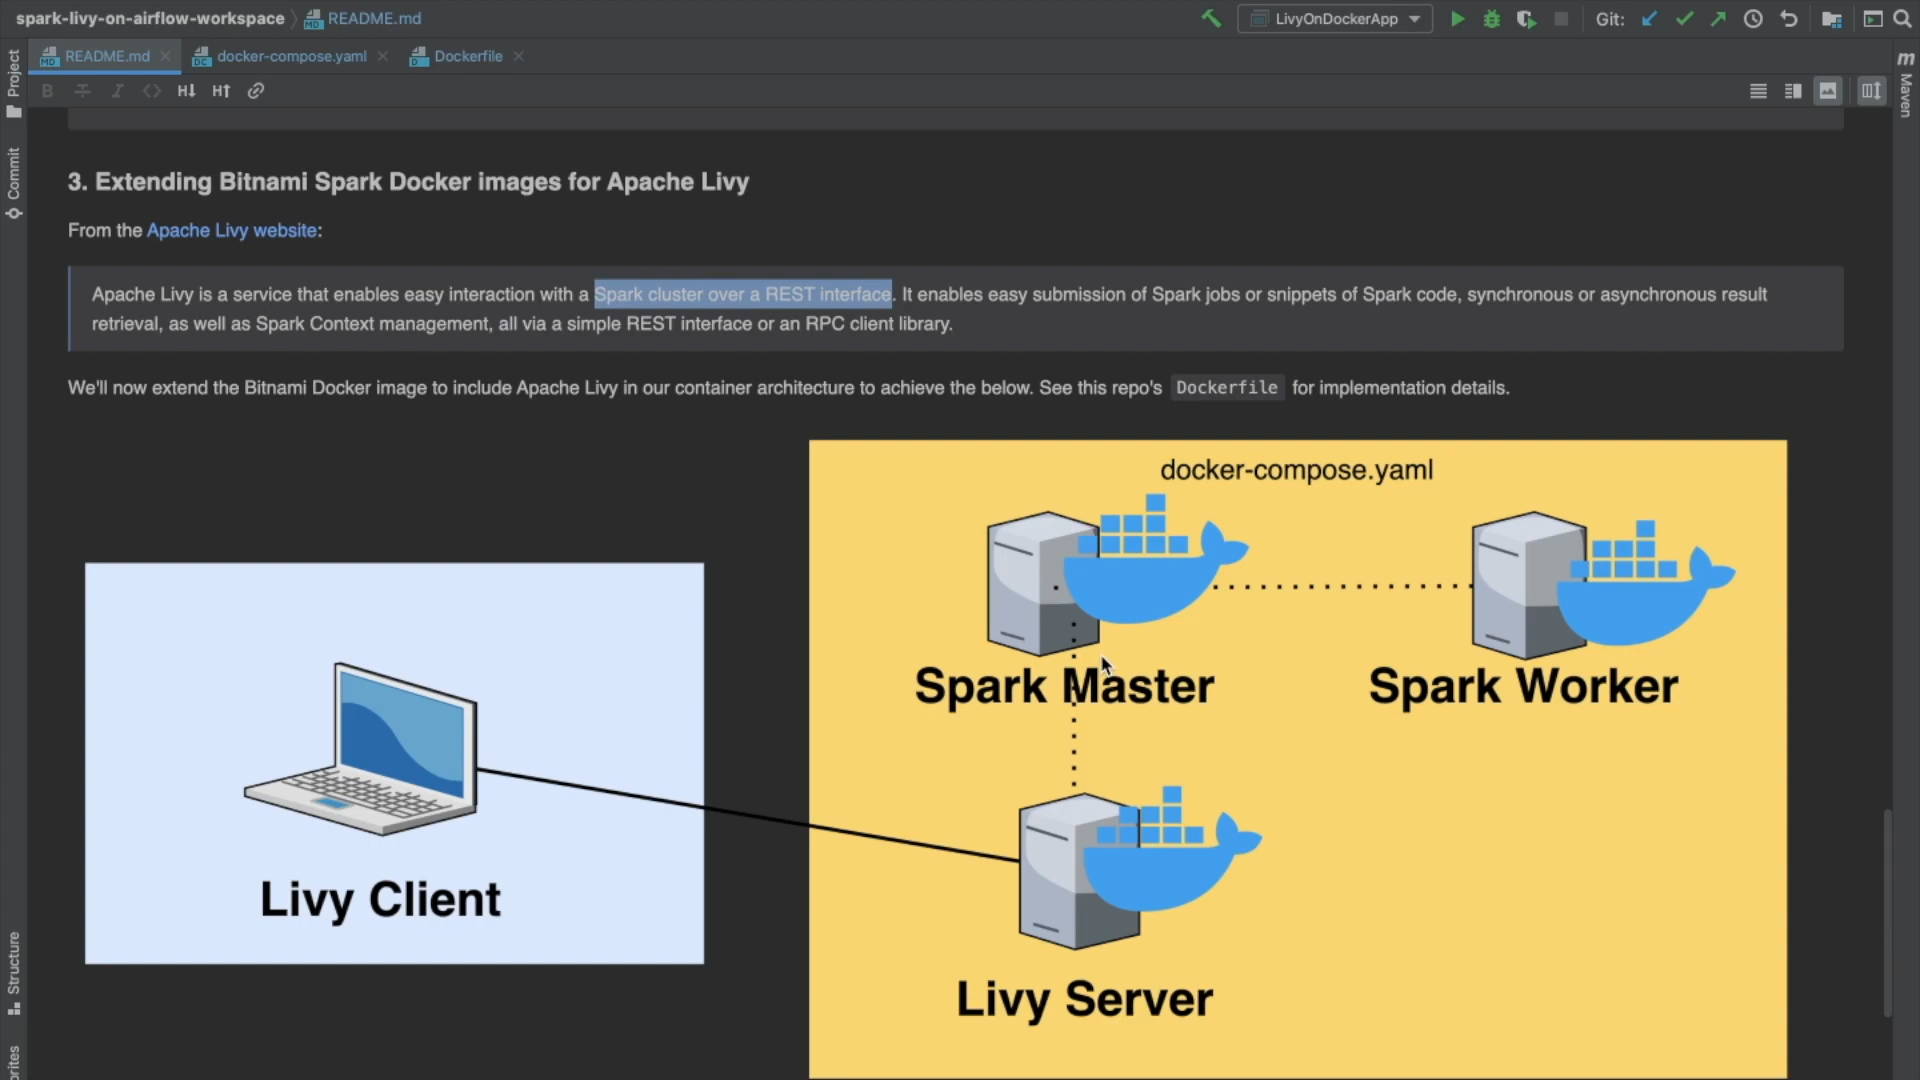 spark-livy-on-airflow-workspace
README.md
LivyOnDockerApp
Git:
README.md
docker-compose.yaml
Dockerfile
Project
Commit
Structure
Maven
3. Extending Bitnami Spark Docker images for Apache Livy
From the Apache Livy website:
Apache Livy is a service that enables easy interaction with a Spark cluster over a REST interface. It enables easy submission of Spark jobs or snippets of Spark code, synchronous or asynchronous result
retrieval, as well as Spark Context management, all via a simple REST interface or an RPC client library.
We'll now extend the Bitnami Docker image to include Apache Livy in our container architecture to achieve the below. See this repo's Dockerfile for implementation details.
docker-compose.yaml
Spark Master
Spark Worker
Livy Client
Livy Server